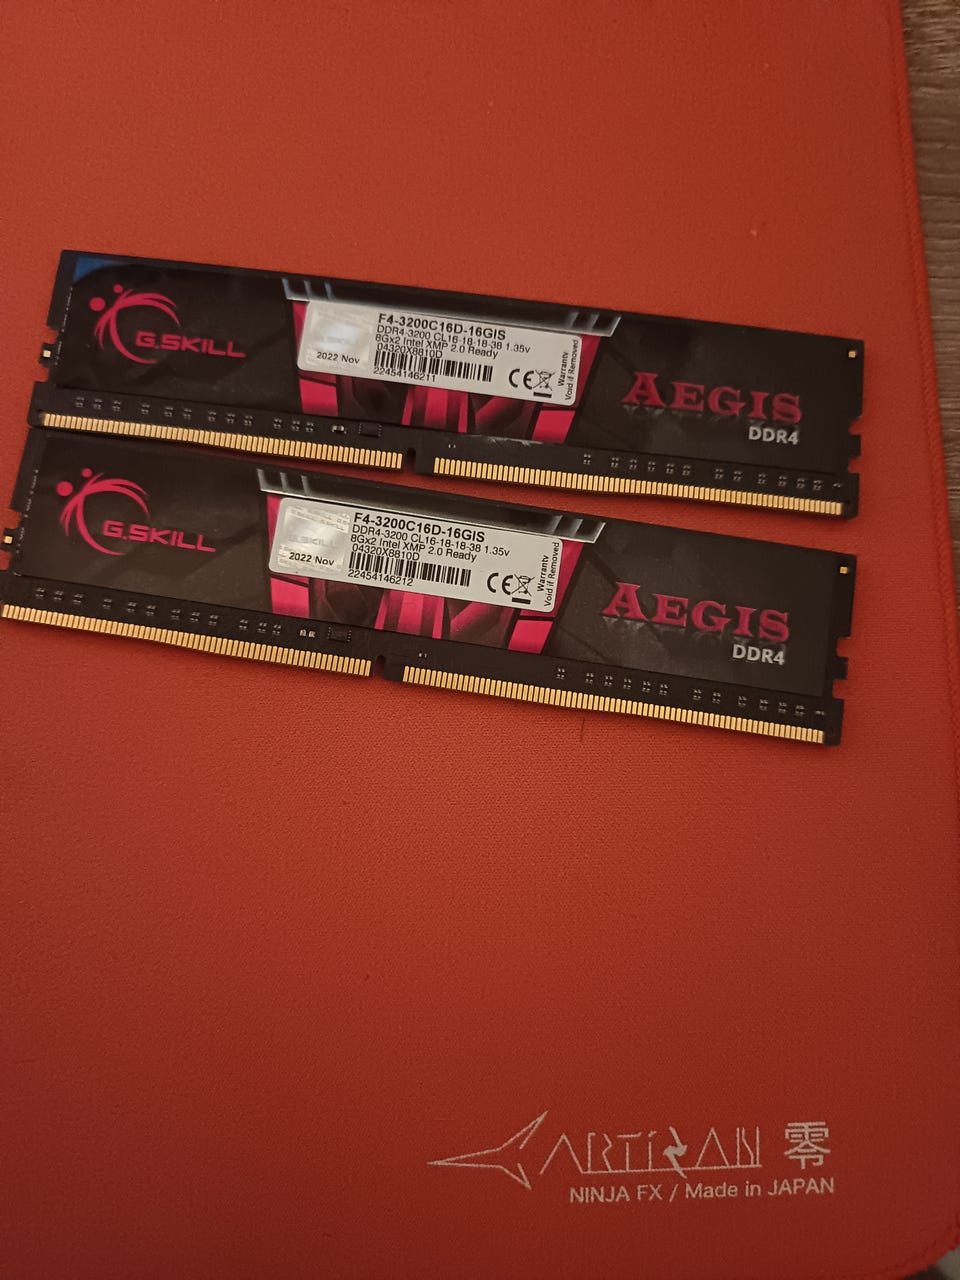 G.SKILL
F4-3200C16D-16GIS
DDR4-3200 CL16-18-18-38 1.35v
8Gx2 Intel XMP 2.0 Ready
04320X8810D
2022 Nov
22454146211
CE
Warranty
Void if Removed
AEGIS
DDR4
G.SKILL
F4-3200C16D-16GIS
DDR4-3200 CL16-18-18-38 1.35v
8Gx2 Intel XMP 2.0 Ready
04320X8810D
2022 Nov
22454146212
CE
Warranty
Void if Removed
AEGIS
DDR4
ARTISAN 零
NINJA FX / Made in JAPAN